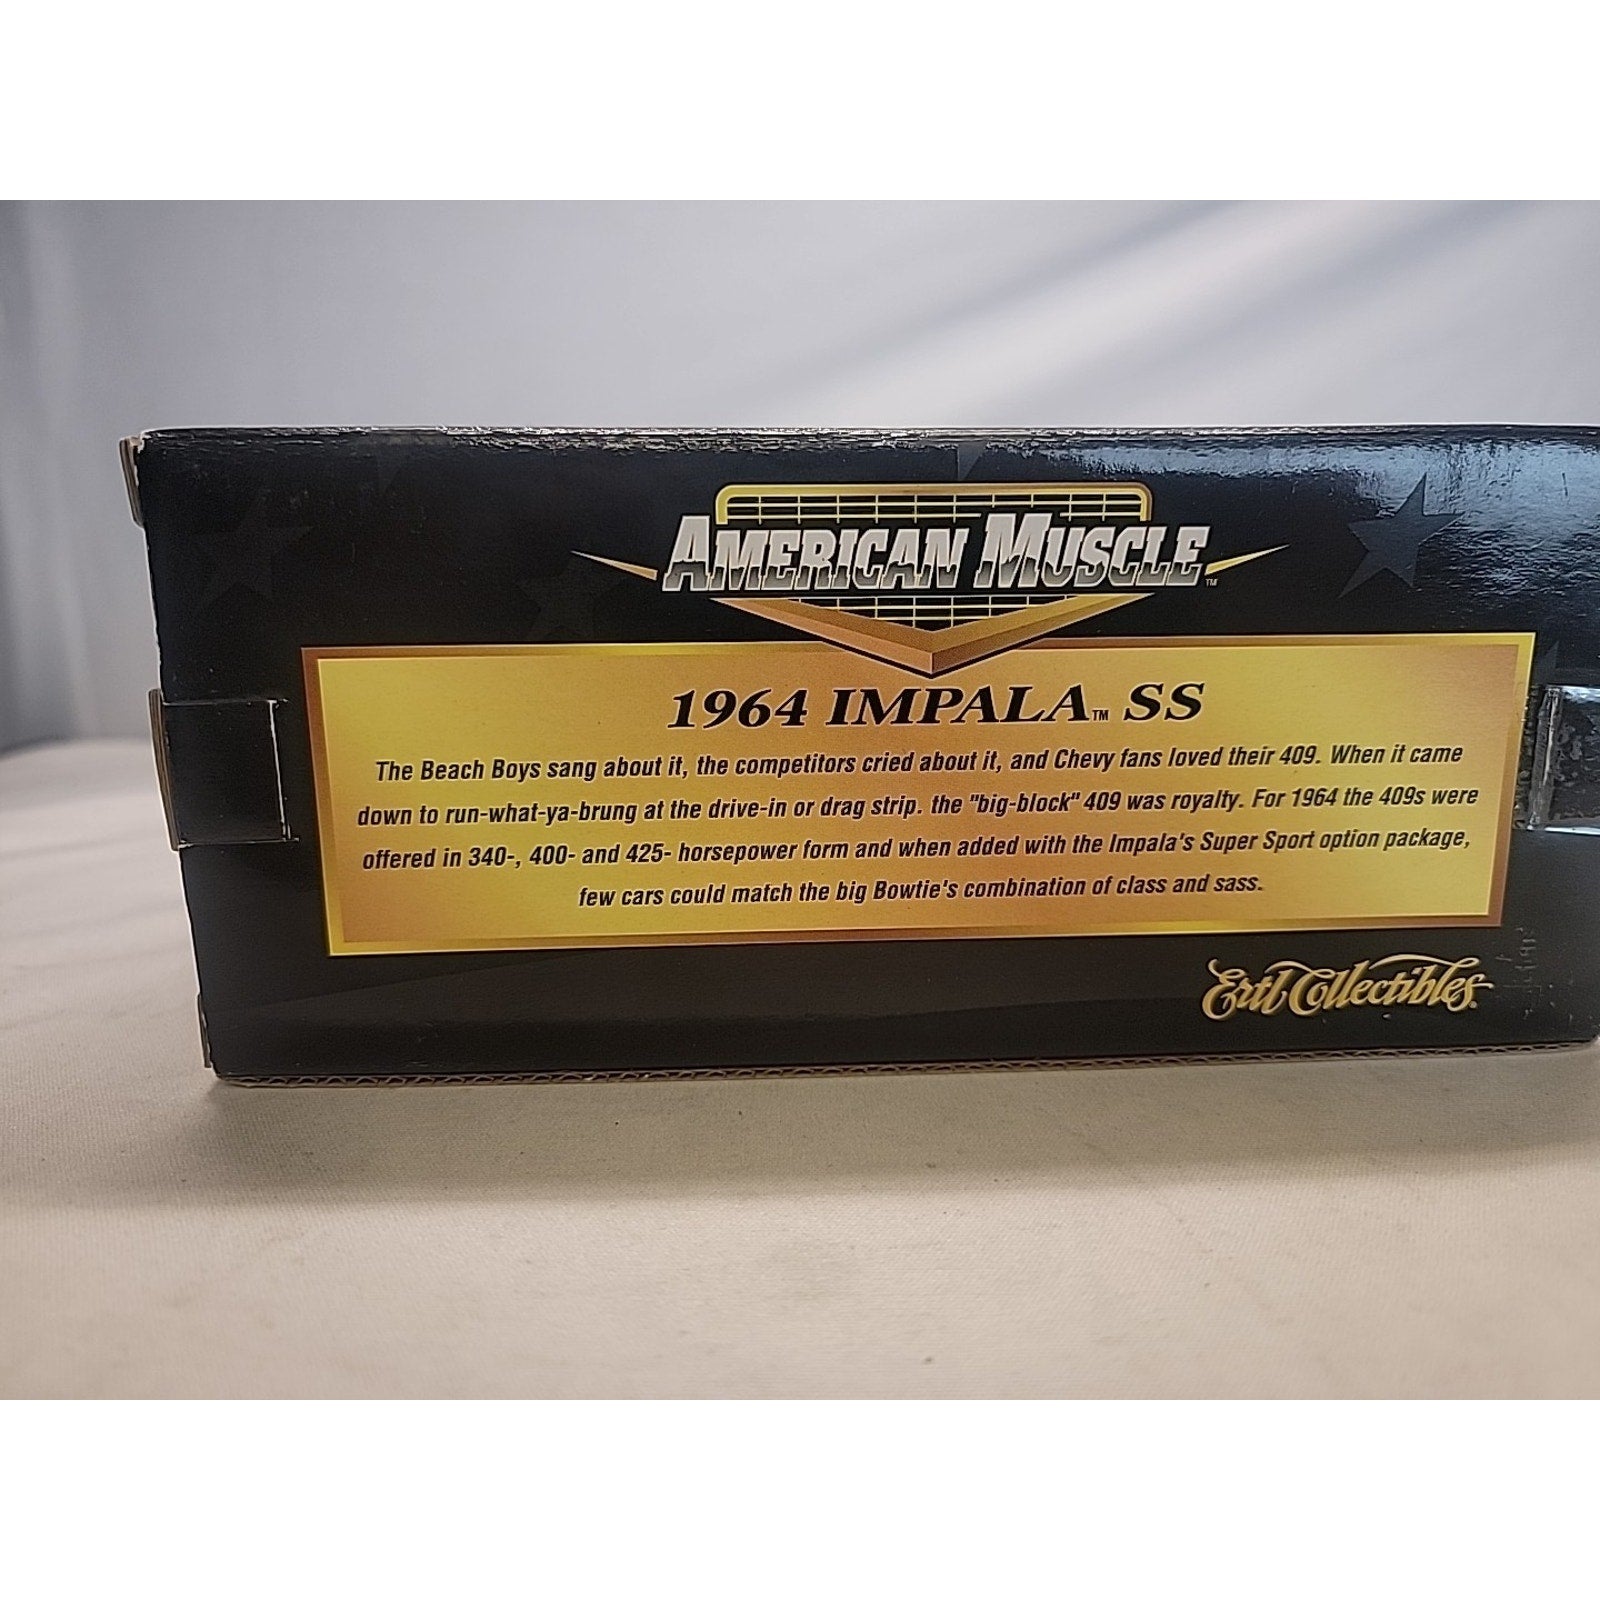 AMERICAN MUSCLE™
1964 IMPALA™ SS
The Beach Boys sang about it, the competitors cried about it, and Chevy fans loved their 409. When it came
down to run-what-ya-brung at the drive-in or drag strip. the "big-block" 409 was royalty. For 1964 the 409s were
offered in 340-, 400- and 425- horsepower form and when added with the Impala's Super Sport option package,
few cars could match the big Bowtie's combination of class and sass.
Ertl Collectibles®